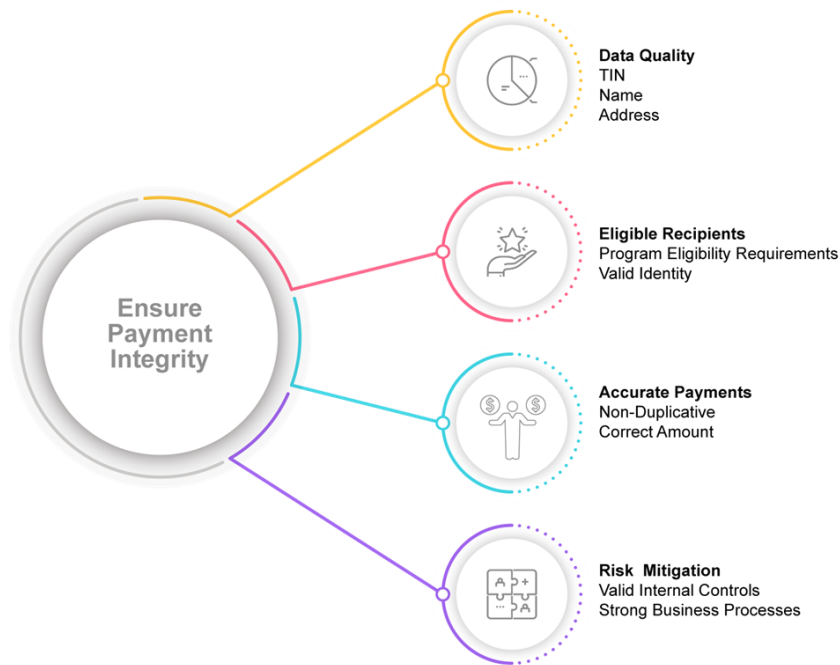 Ensure
Payment
Integrity
Data Quality
TIN
Name
Address
Eligible Recipients
Program Eligibility Requirements
Valid Identity
$ $
Accurate Payments
Non-Duplicative
Correct Amount
Risk Mitigation
Valid Internal Controls
Strong Business Processes